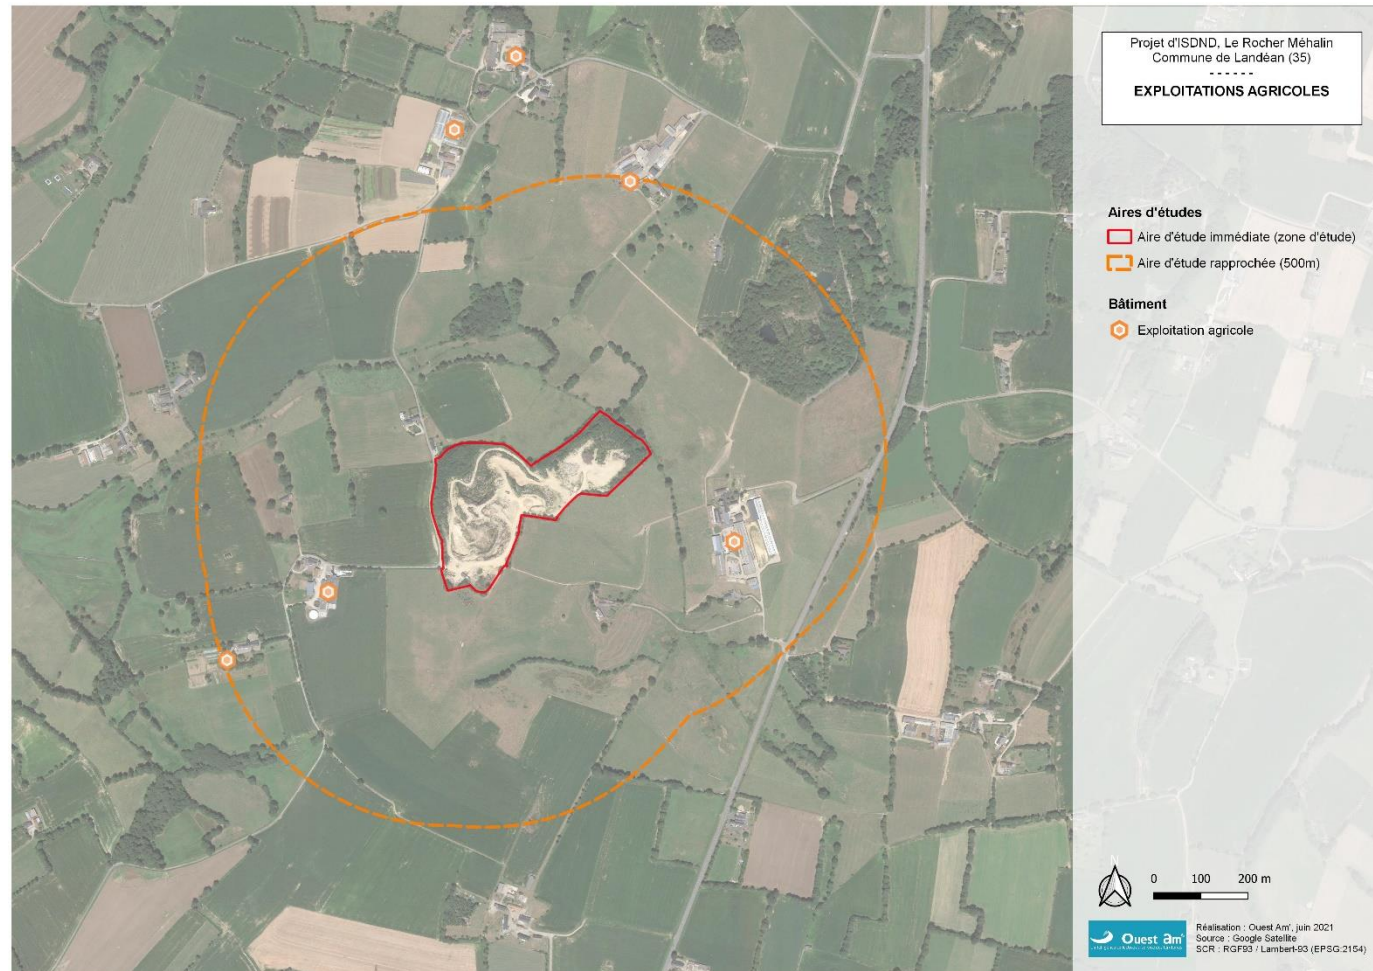 Projet d'ISDND, Le Rocher Méhalin
Commune de Landéan (35)
- - - - - -
EXPLOITATIONS AGRICOLES
Aires d'études
Aire d'étude immédiate (zone d'étude)
Aire d'étude rapprochée (500m)
Bâtiment
Exploitation agricole
N
0 100 200 m
Ouest am'
Réalisation : Ouest Am', juin 2021
Source : Google Satellite
SCR : RGF93 / Lambert-93 (EPSG:2154)